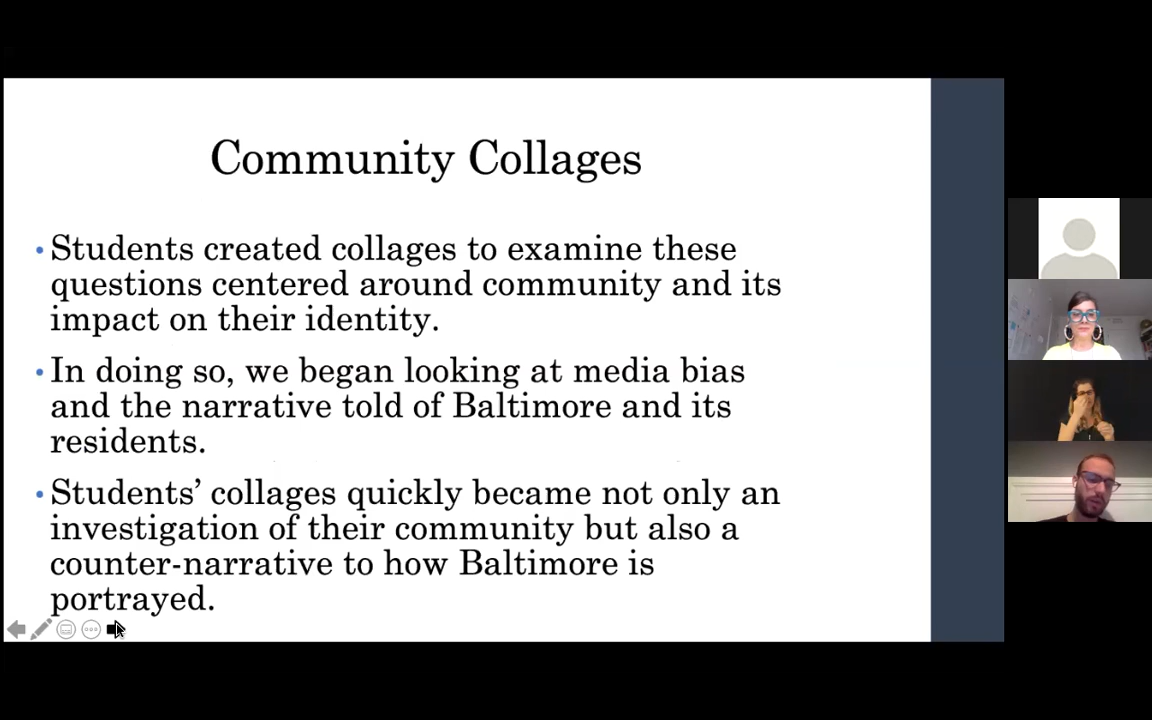 Community Collages
• Students created collages to examine these
questions centered around community and its
impact on their identity.
• In doing so, we began looking at media bias
and the narrative told of Baltimore and its
residents.
• Students’ collages quickly became not only an
investigation of their community but also a
counter-narrative to how Baltimore is
portrayed.